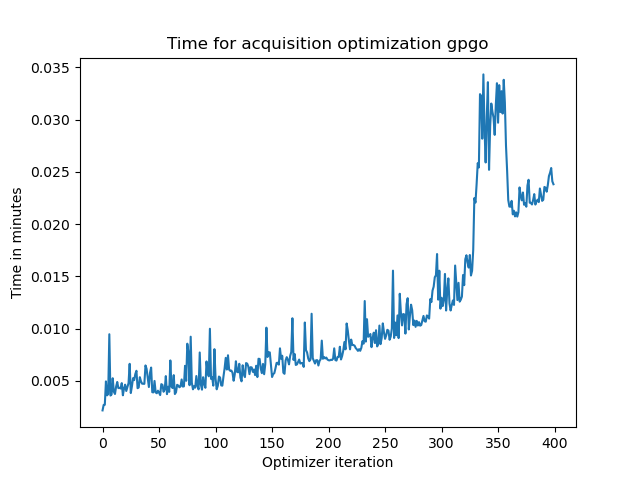 Time for acquisition optimization gpgo
0.035
0.030
0.025
0.020
0.015
0.010
0.005
Time in minutes
0 50 100 150 200 250 300 350 400
Optimizer iteration